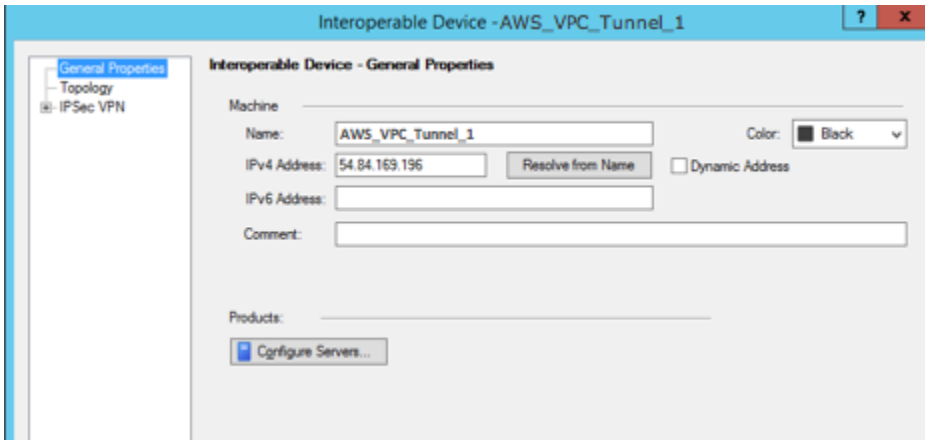 Interoperable Device -AWS_VPC_Tunnel_1
? x
General Properties
Topology
IPSec VPN
Interoperable Device - General Properties
Machine
Name: AWS_VPC_Tunnel_1 Color: Black
IPv4 Address: 54.84.169.196 Resolve from Name Dynamic Address
IPv6 Address:
Comment:
Products:
Configure Servers...